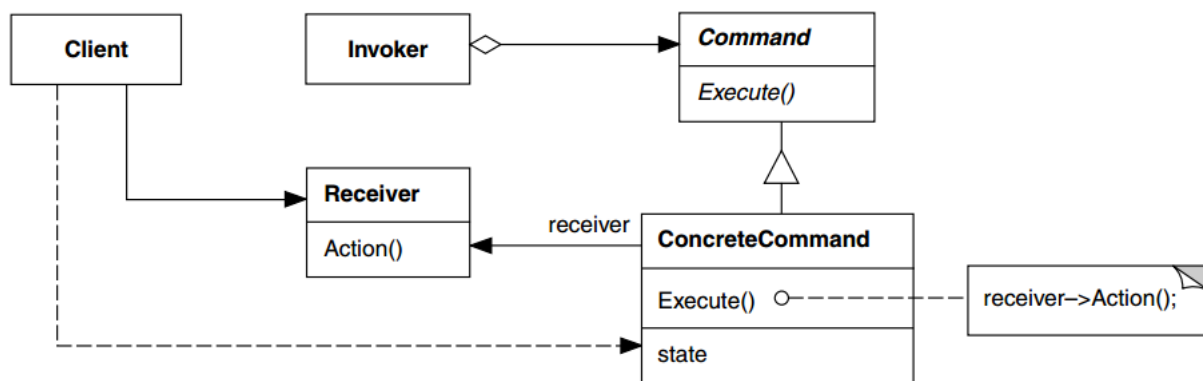 Client
Invoker
Command
Execute()
Receiver
Action()
receiver
ConcreteCommand
Execute()
receiver–>Action();
state